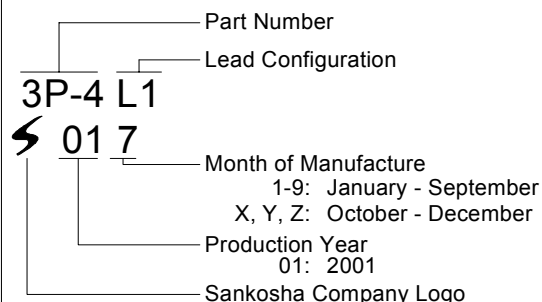 Part Number
Lead Configuration
3P-4 L1
01 7
Month of Manufacture
1-9: January - September
X, Y, Z: October - December
Production Year
01: 2001
Sankosha Company Logo